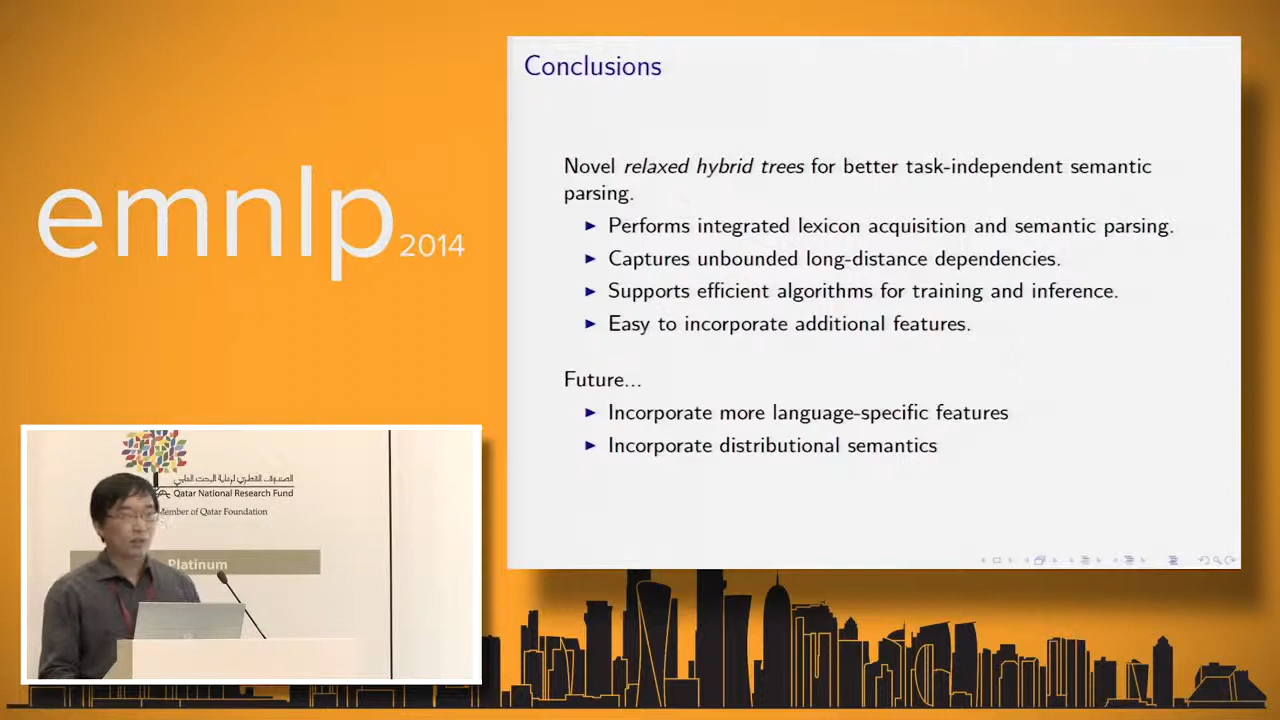 emnlp 2014
Conclusions
Novel relaxed hybrid trees for better task-independent semantic
parsing.
Performs integrated lexicon acquisition and semantic parsing.
Captures unbounded long-distance dependencies.
Supports efficient algorithms for training and inference.
Easy to incorporate additional features.
Future...
Incorporate more language-specific features
Incorporate distributional semantics
الصندوق القطري لرعاية البحث العلمي
Qatar National Research Fund
Member of Qatar Foundation
Platinum